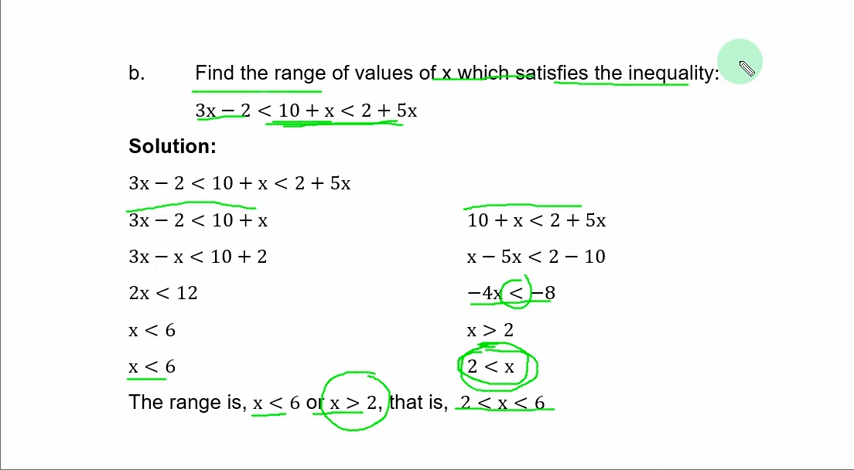 b. Find the range of values of x which satisfies the inequality:
3x − 2 < 10 + x < 2 + 5x
Solution:
3x − 2 < 10 + x < 2 + 5x
3x − 2 < 10 + x
3x − x < 10 + 2
2x < 12
x < 6
x < 6
10 + x < 2 + 5x
x − 5x < 2 − 10
−4x < −8
x > 2
2 < x
The range is, x < 6 or x > 2, that is, 2 < x < 6